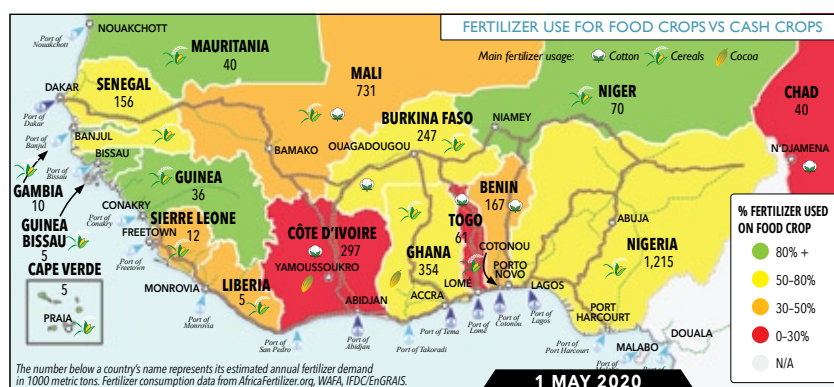 FERTILIZER USE FOR FOOD CROPS VS CASH CROPS
Main fertilizer usage: Cotton Cereals Cocoa
NOUAKCHOTT
Port of
Nouakchott
MAURITANIA
40
MALI
731
NIGER
70
CHAD
40
SENEGAL
156
DAKAR
Port of
Dakar
BURKINA FASO
247
NIAMEY
OUAGADOUGOU
N'DJAMENA
BANJUL
Port of
Banjul
BAMAKO
BISSAU
Port of
Bissau
GAMBIA
10
GUINEA
36
BENIN
167
GUINEA
BISSAU
5
CONAKRY
Port of
Conakry
SIERRE LEONE
12
FREETOWN
Port of
Freetown
CÔTE D'IVOIRE
297
YAMOUSSOUKRO
GHANA
354
TOGO
61
COTONOU
PORTO
NOVO
ABUJA
NIGERIA
1,215
CAPE VERDE
5
PRAIA
LIBERIA
5
MONROVIA
Port of
Monrovia
ABIDJAN
ACCRA
LOMÉ
LAGOS
PORT
HARCOURT
DOUALA
MALABO
Port of
San Pedro
Port of
Abidjan
Port of
Takoradi
Port of
Tema
Port of
Lomé
Port of
Cotonou
Port of
Lagos
Port of
Port Harcourt
Port of
% FERTILIZER USED
ON FOOD CROP
80% +
50–80%
30–50%
0-30%
N/A
The number below a country's name represents its estimated annual fertilizer demand
in 1000 metric tons. Fertilizer consumption data from AfricaFertilizer.org, WAFA, IFDC/EnGRAIS.
1 MAY 2020